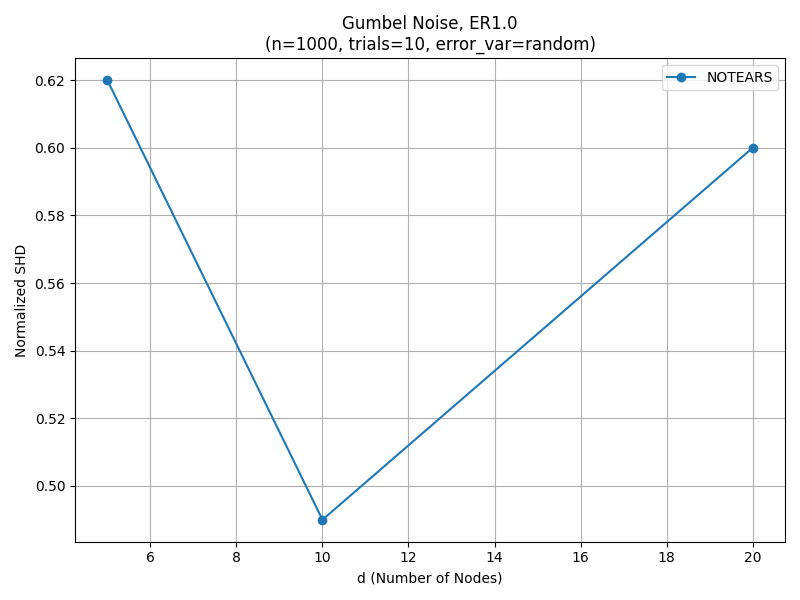 Gumbel Noise, ER1.0
(n=1000, trials=10, error_var=random)
NOTEARS
Normalized SHD
0.62
0.60
0.58
0.56
0.54
0.52
0.50
6 8 10 12 14 16 18 20
d (Number of Nodes)